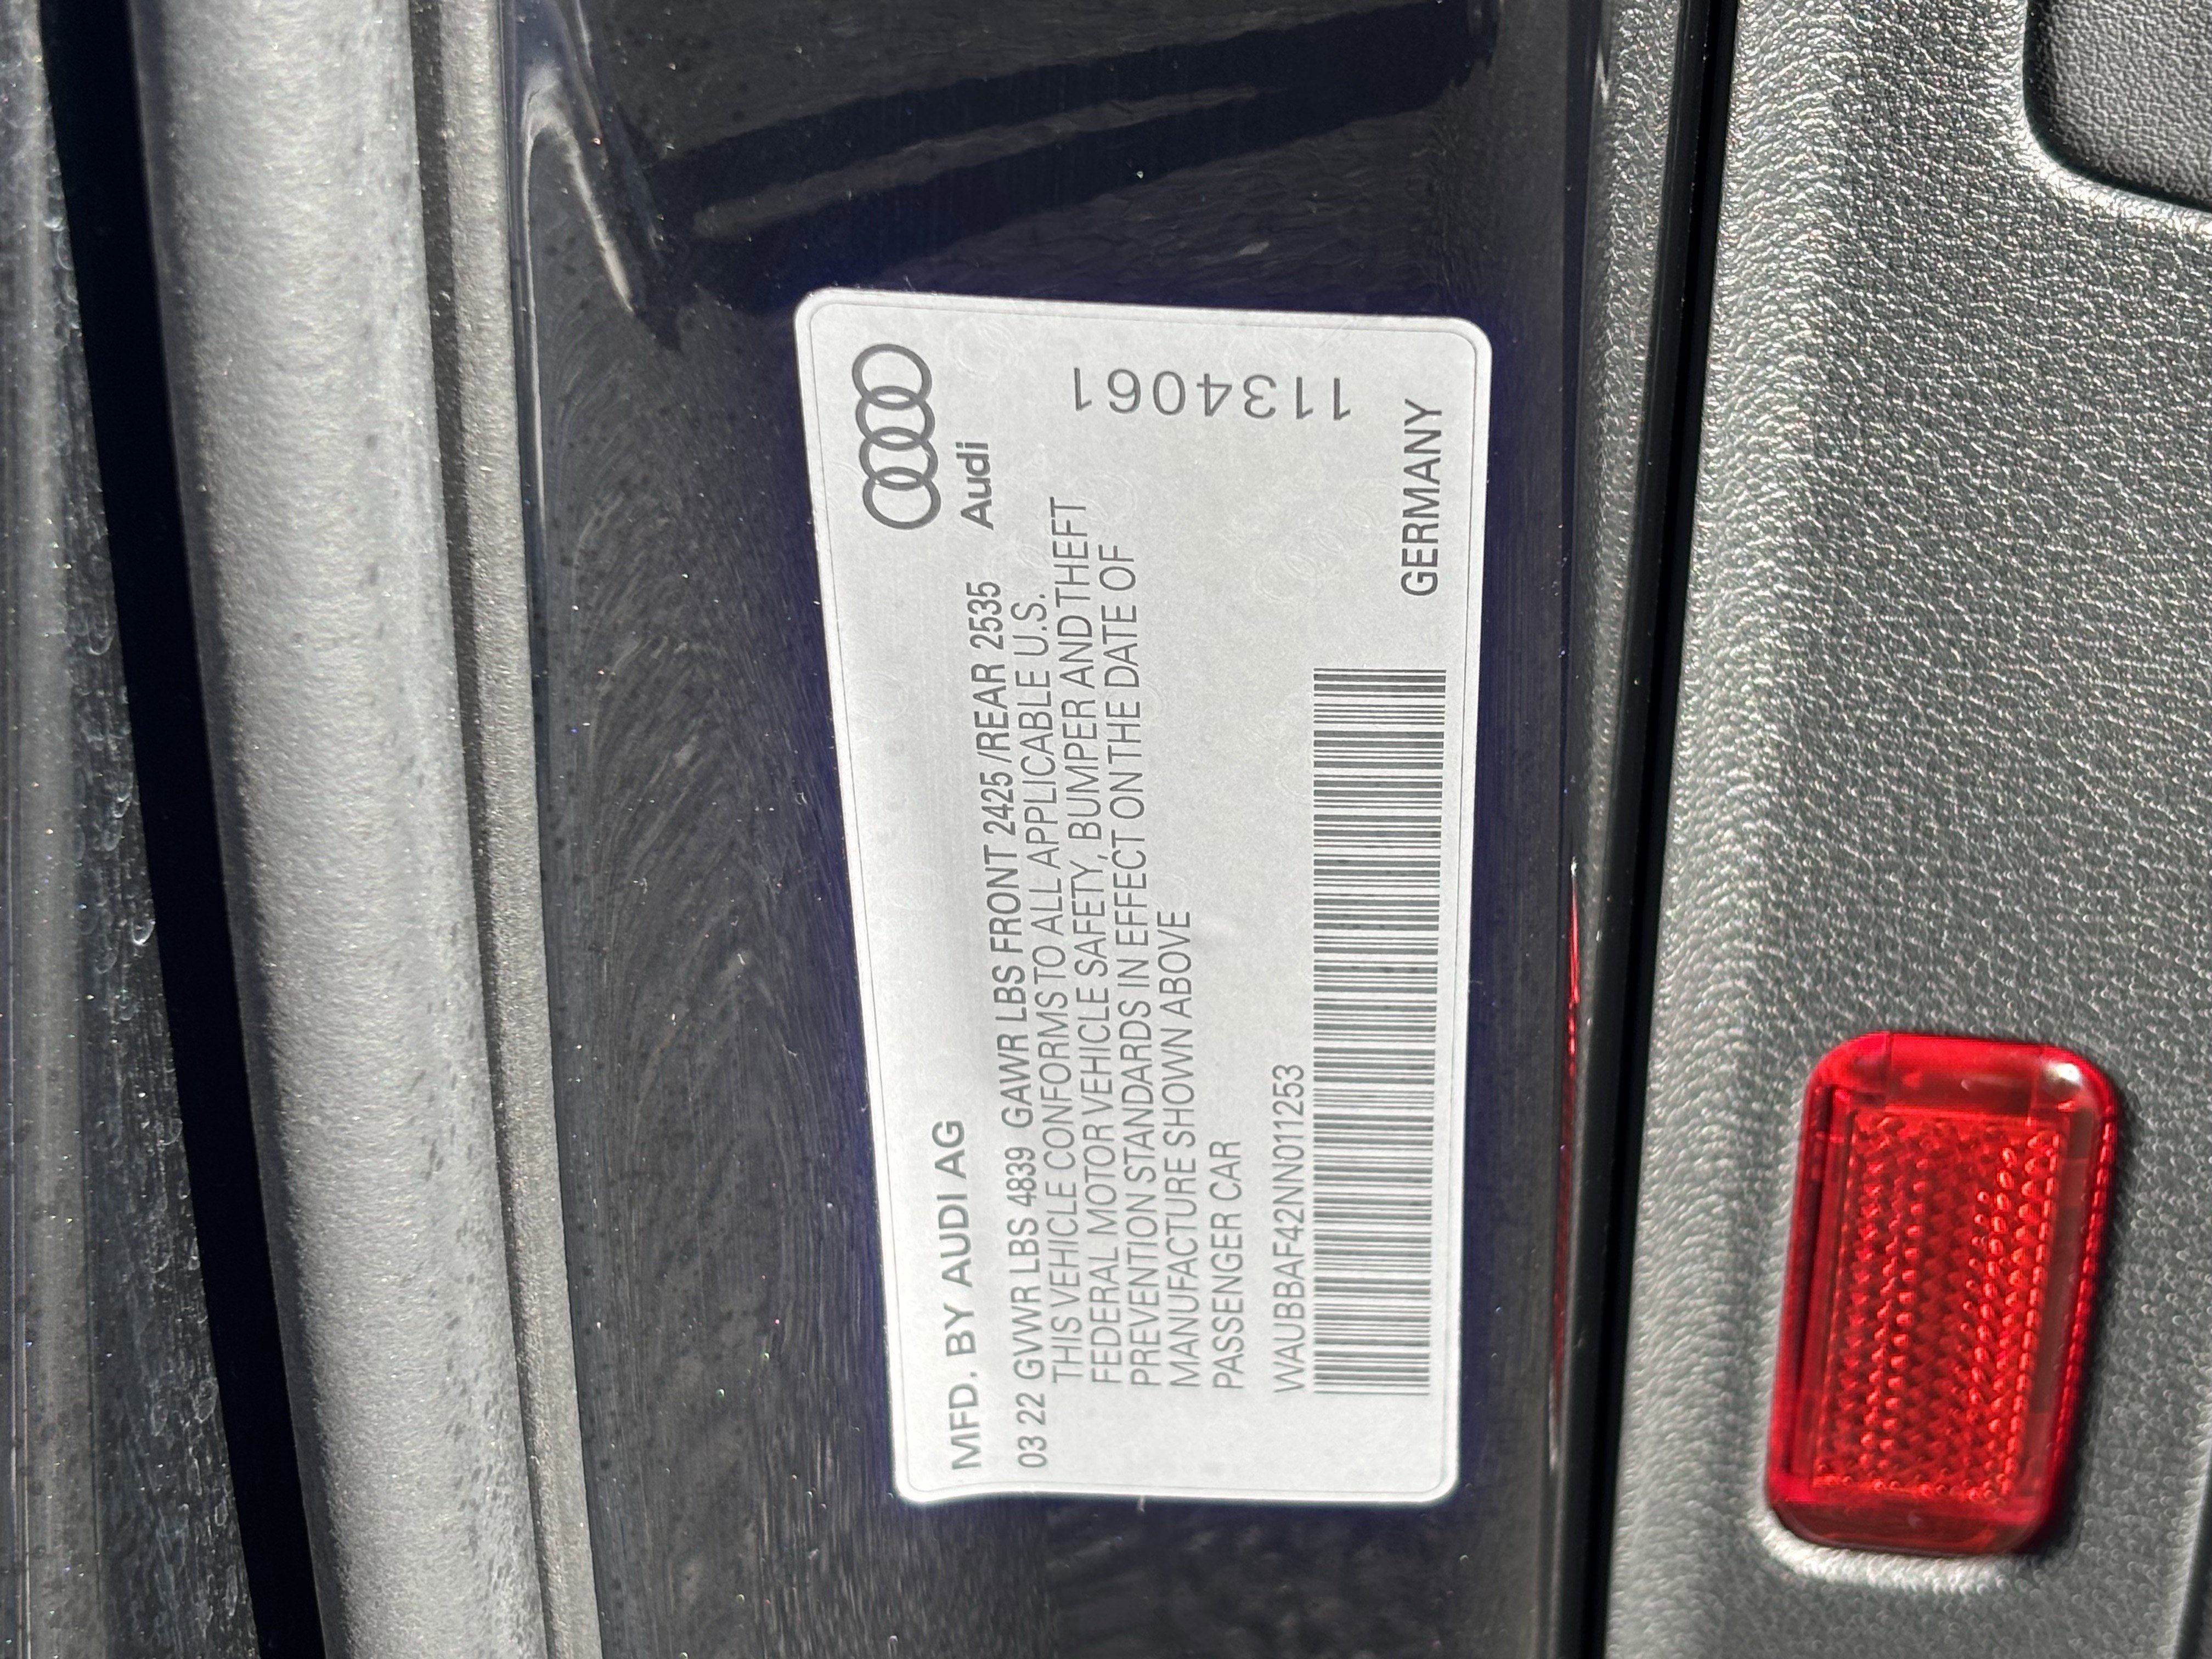 MFD. BY AUDI AG
Audi
03 22 GVWR LBS 4839 GAWR LBS FRONT 2425 /REAR 2535
THIS VEHICLE CONFORMS TO ALL APPLICABLE U.S.
FEDERAL MOTOR VEHICLE SAFETY, BUMPER AND THEFT
PREVENTION STANDARDS IN EFFECT ON THE DATE OF
MANUFACTURE SHOWN ABOVE
PASSENGER CAR
WAUBBAF42NN011253
1134061
GERMANY